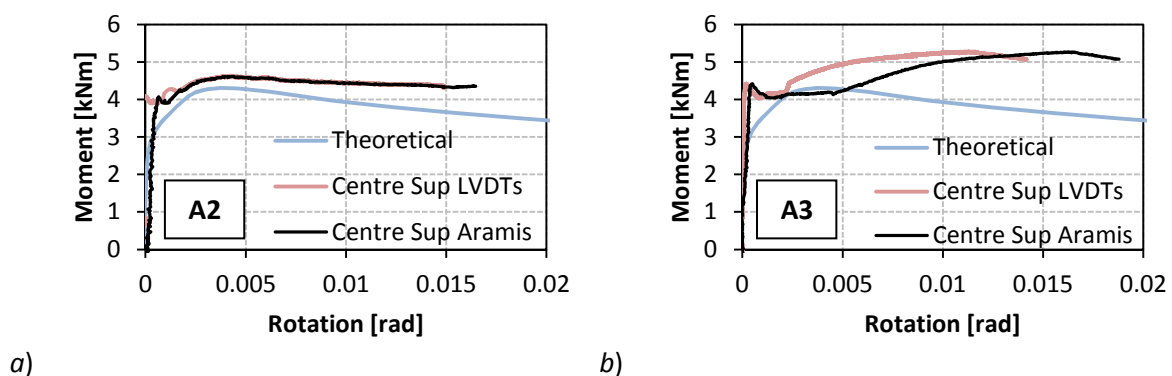 6
5
4
3
2
1
0
Moment [kNm]
Theoretical
Centre Sup LVDTs
Centre Sup Aramis
A2
0 0.005 0.01 0.015 0.02
Rotation [rad]
a)
6
5
4
3
2
1
0
Moment [kNm]
Theoretical
Centre Sup LVDTs
Centre Sup Aramis
A3
0 0.005 0.01 0.015 0.02
Rotation [rad]
b)